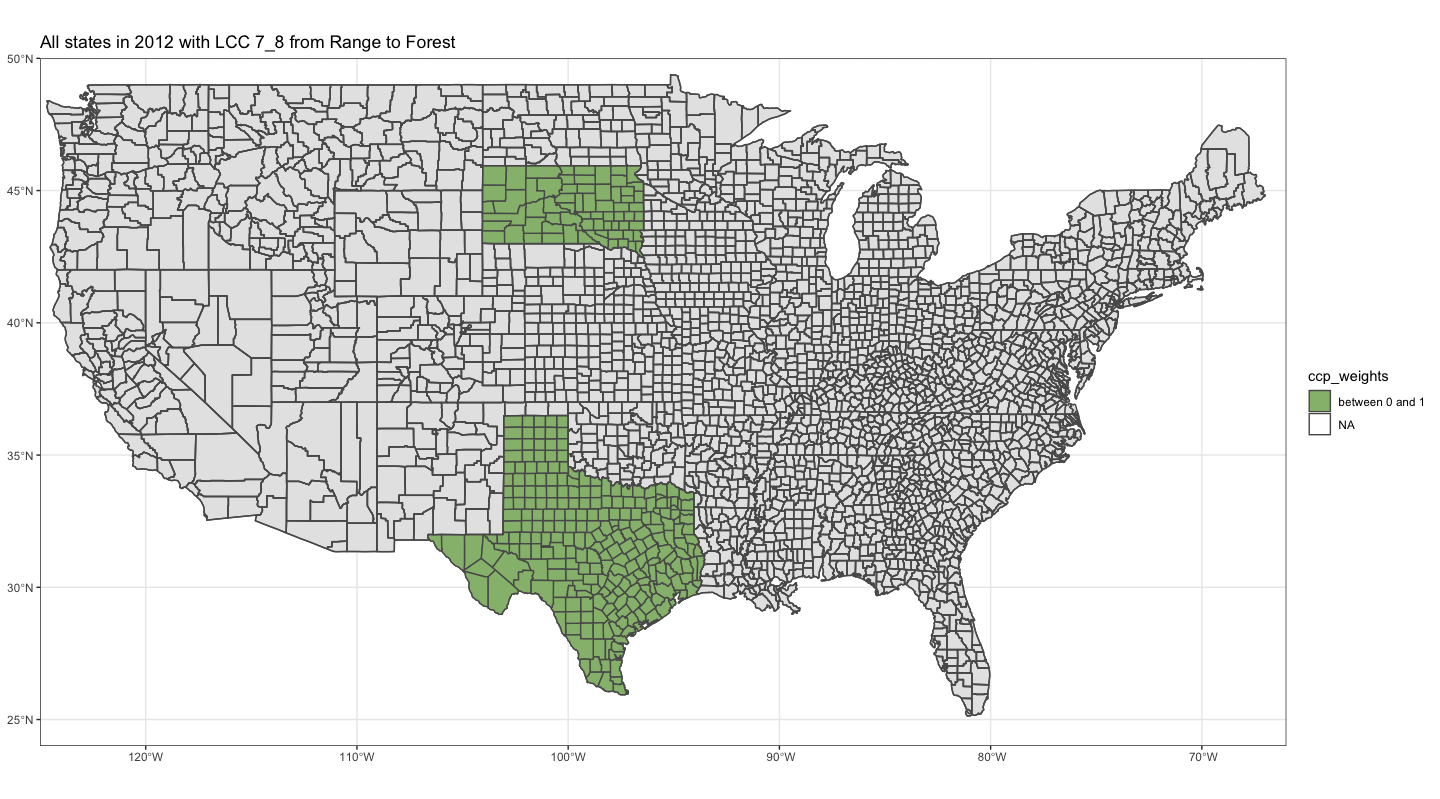 All states in 2012 with LCC 7_8 from Range to Forest
50°N
45°N
40°N
35°N
30°N
25°N
120°W
110°W
100°W
90°W
80°W
70°W
ccp_weights
between 0 and 1
NA